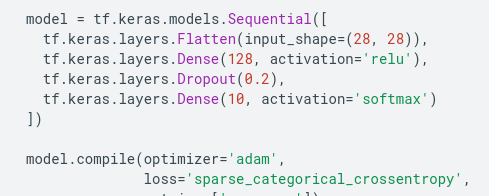 model = tf.keras.models.Sequential([
  tf.keras.layers.Flatten(input_shape=(28, 28)),
  tf.keras.layers.Dense(128, activation='relu'),
  tf.keras.layers.Dropout(0.2),
  tf.keras.layers.Dense(10, activation='softmax')
])
model.compile(optimizer='adam',
              loss='sparse_categorical_crossentropy',